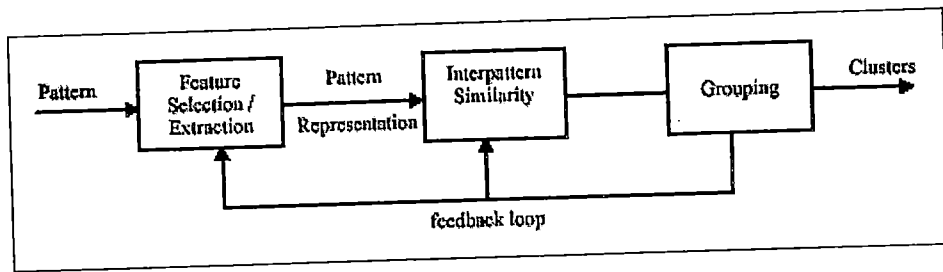 Pattern
Feature
Selection /
Extraction
Pattern
Representation
Interpattern
Similarity
Grouping
Clusters
feedback loop